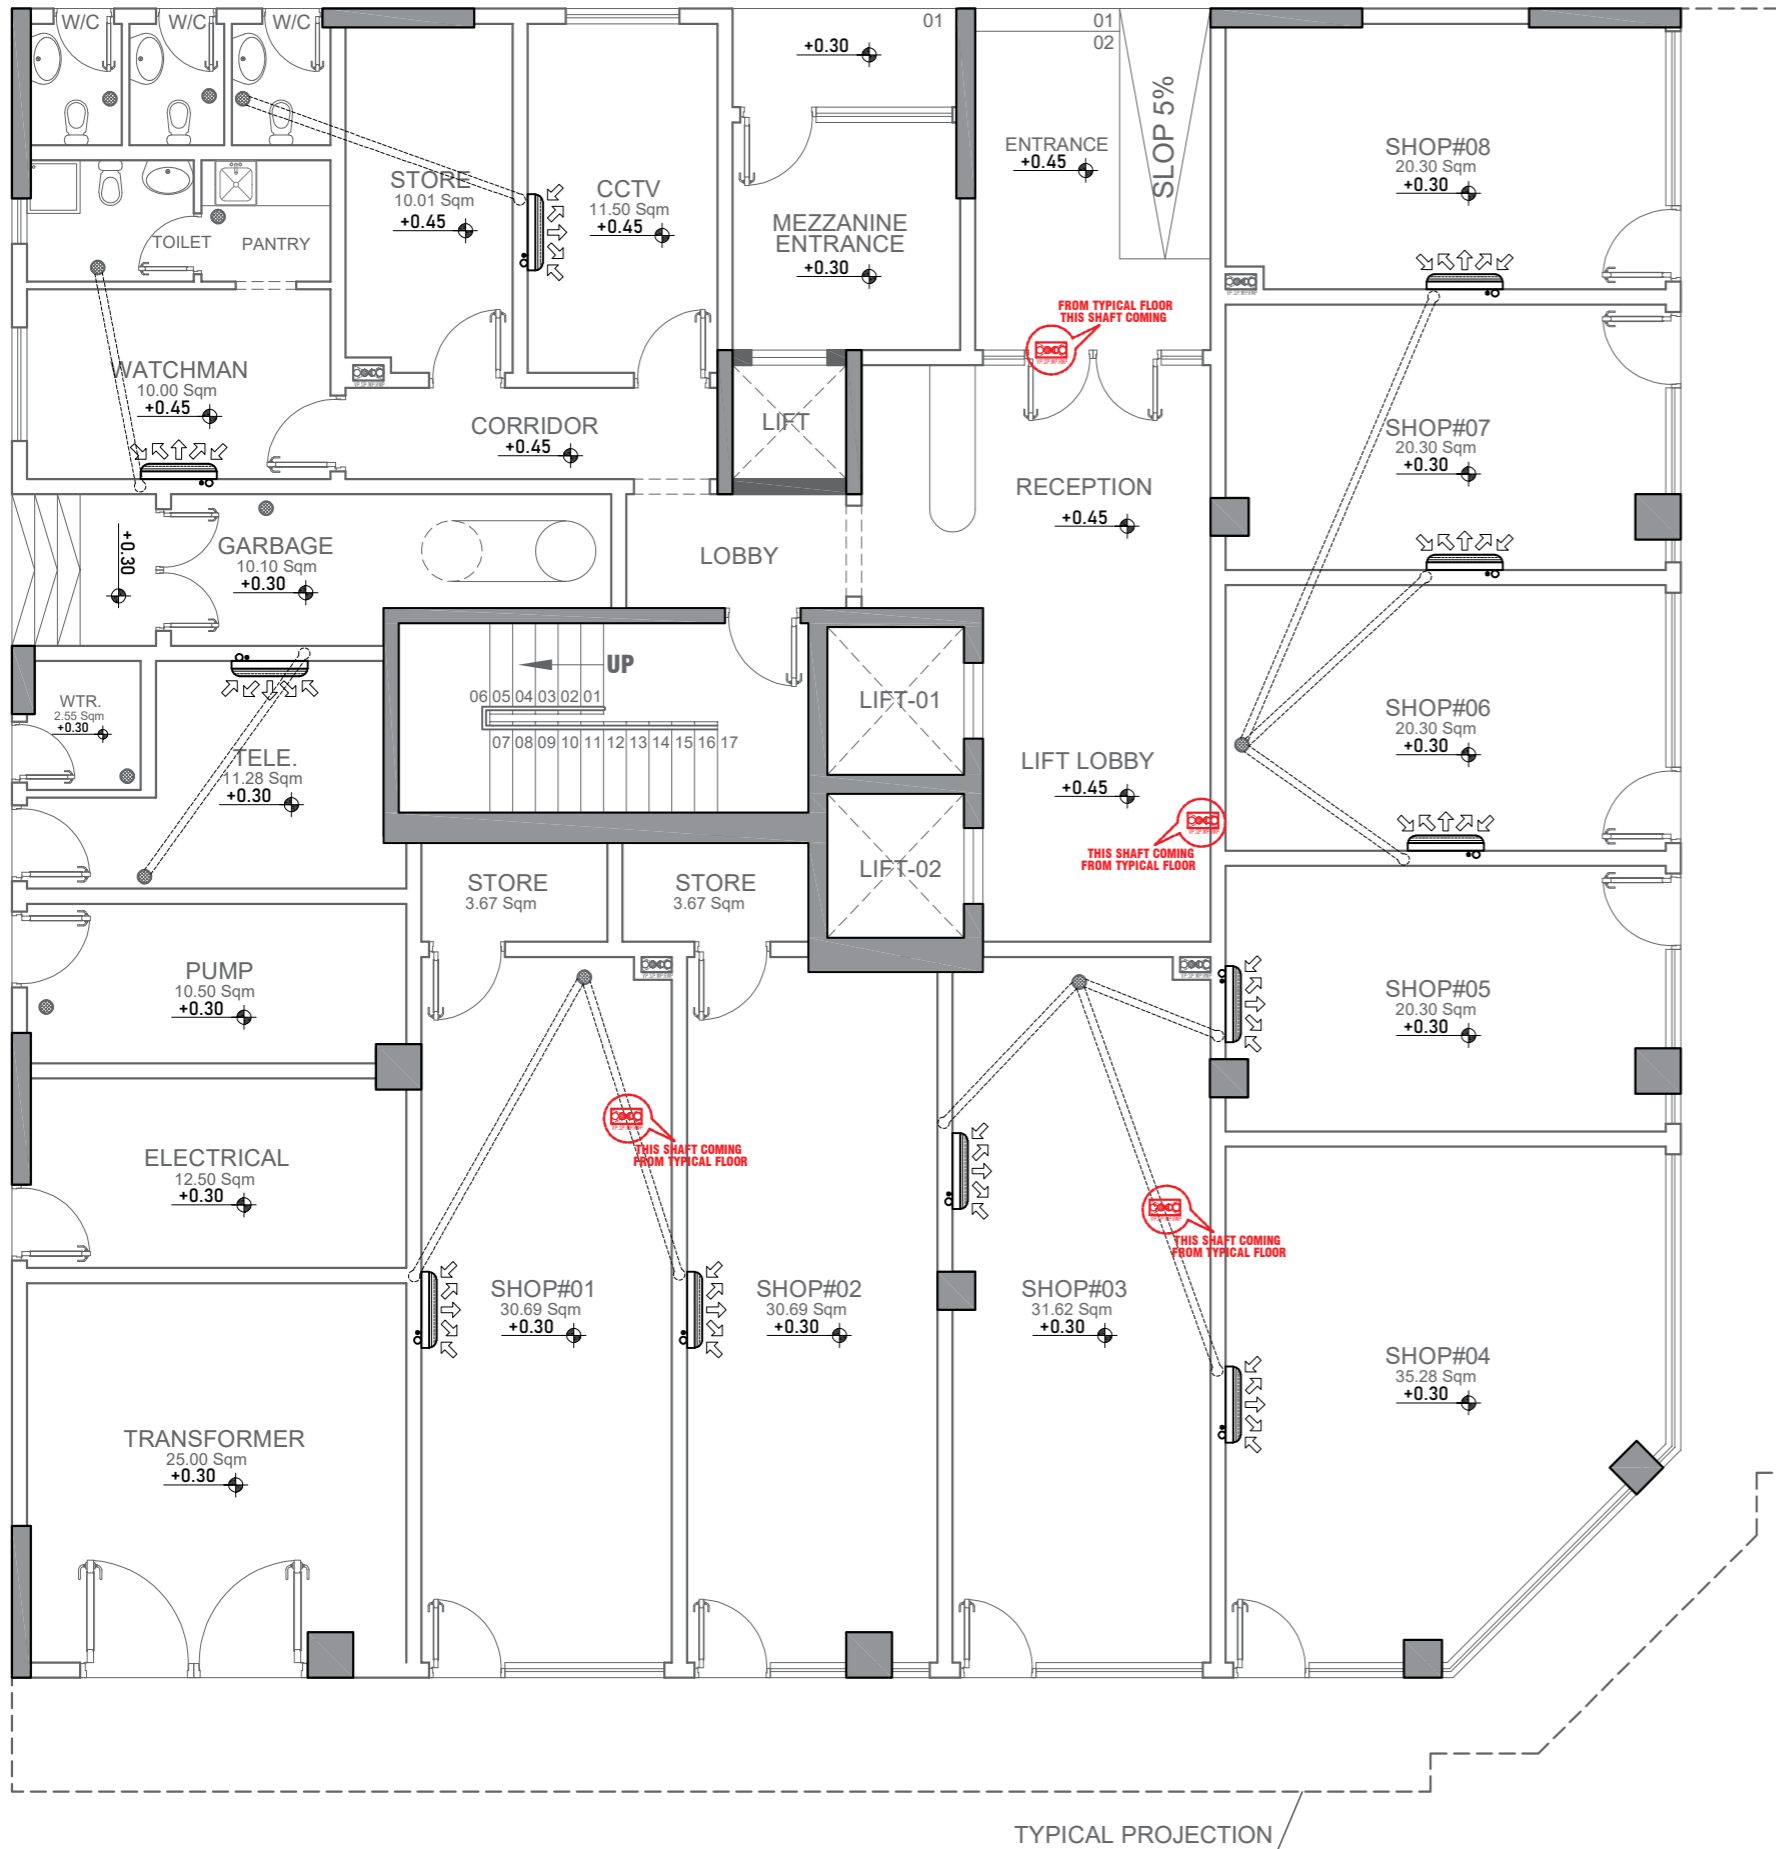 W/C
W/C
W/C
01
+0.30
01
02
SLOP 5%
ENTRANCE
+0.45
STORE
10.01 Sqm
+0.45
CCTV
11.50 Sqm
+0.45
MEZZANINE
ENTRANCE
+0.30
SHOP#08
20.30 Sqm
+0.30
TOILET
PANTRY
FROM TYPICAL FLOOR
THIS SHAFT COMING
WATCHMAN
10.00 Sqm
+0.45
CORRIDOR
+0.45
LIFT
RECEPTION
+0.45
SHOP#07
20.30 Sqm
+0.30
+0.30
GARBAGE
10.10 Sqm
+0.30
LOBBY
UP
06 05 04 03 02 01
07 08 09 10 11 12 13 14 15 16 17
LIFT-01
WTR.
2.55 Sqm
+0.30
TELE.
11.28 Sqm
+0.30
LIFT LOBBY
+0.45
SHOP#06
20.30 Sqm
+0.30
THIS SHAFT COMING
FROM TYPICAL FLOOR
LIFT-02
STORE
3.67 Sqm
STORE
3.67 Sqm
PUMP
10.50 Sqm
+0.30
SHOP#05
20.30 Sqm
+0.30
THIS SHAFT COMING
FROM TYPICAL FLOOR
ELECTRICAL
12.50 Sqm
+0.30
THIS SHAFT COMING
FROM TYPICAL FLOOR
SHOP#01
30.69 Sqm
+0.30
SHOP#02
30.69 Sqm
+0.30
SHOP#03
31.62 Sqm
+0.30
SHOP#04
35.28 Sqm
+0.30
TRANSFORMER
25.00 Sqm
+0.30
TYPICAL PROJECTION